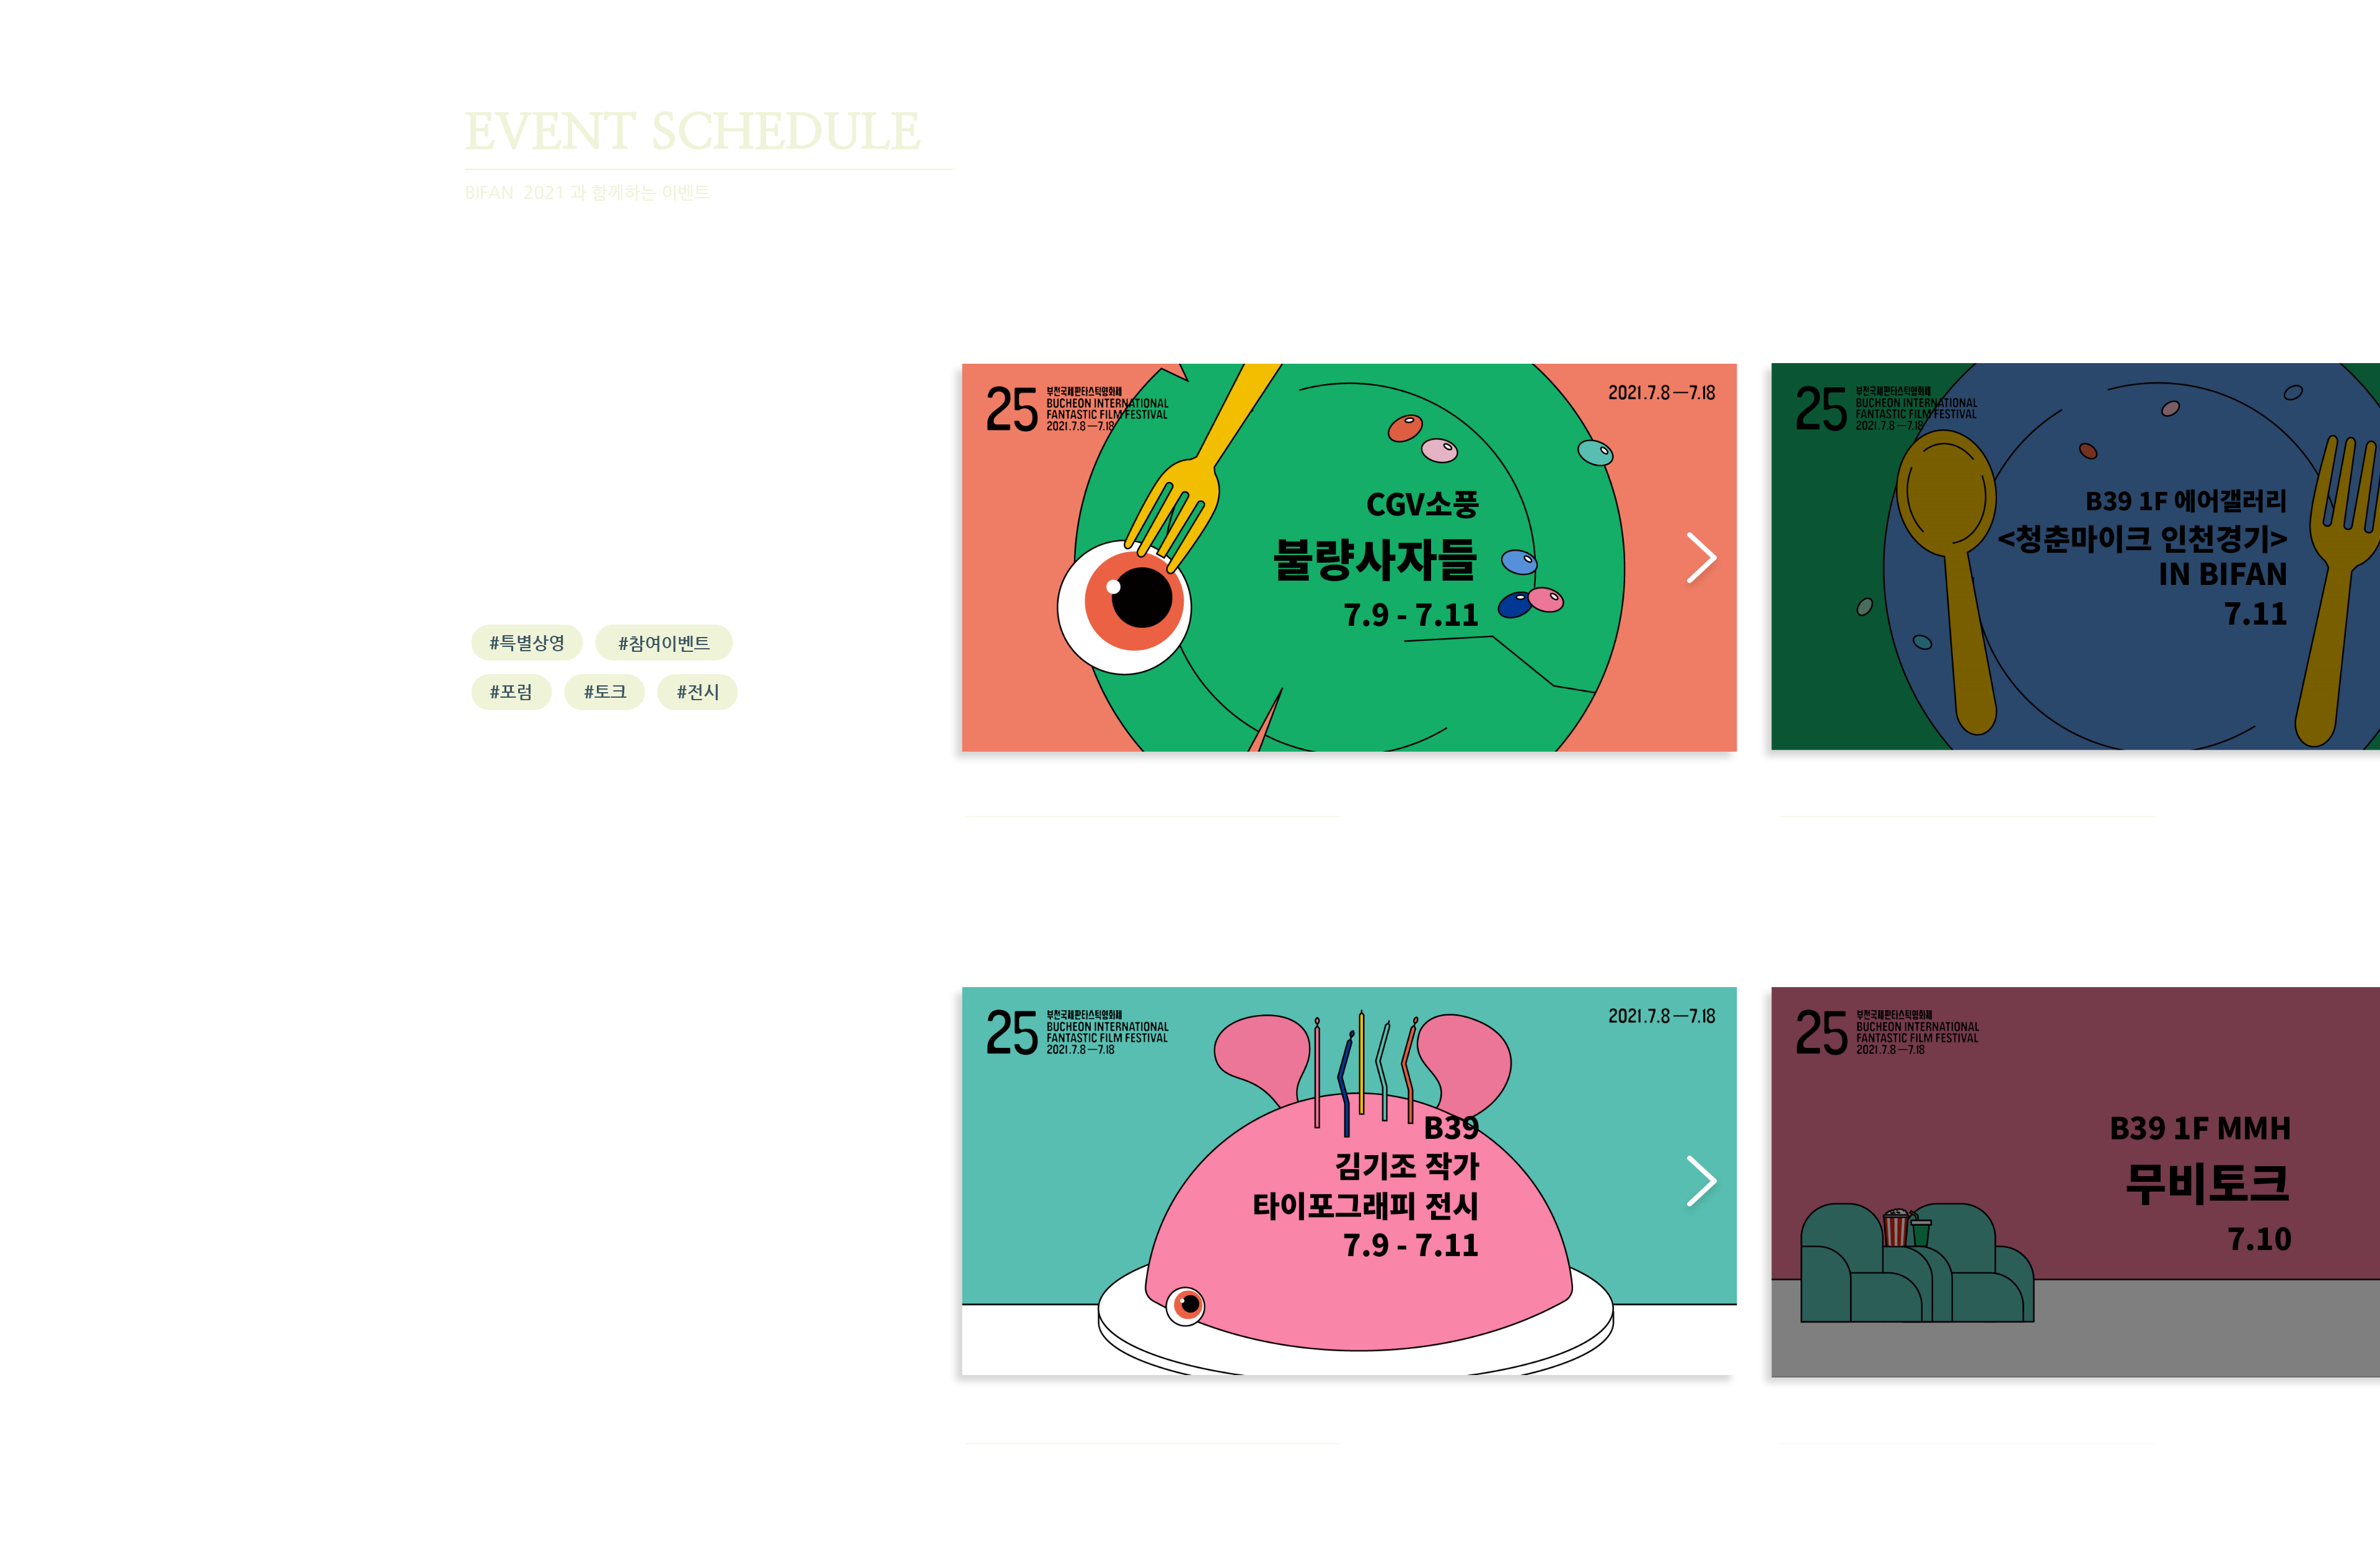 EVENT SCHEDULE
BIFAN 2021 과 함께하는 이벤트
#특별상영 #참여이벤트
#포럼 #토크 #전시
25 부천국제판타스틱영화제
BUCHEON INTERNATIONAL
FANTASTIC FILM FESTIVAL
2021.7.8—7.18
2021.7.8—7.18
CGV소풍
불량사자들
7.9 - 7.11
25 부천국제판타스틱영화제
BUCHEON INTERNATIONAL
FANTASTIC FILM FESTIVAL
2021.7.8—7.18
B39 1F 에어갤러리
<청춘마이크 인천경기>
IN BIFAN
7.11
25 부천국제판타스틱영화제
BUCHEON INTERNATIONAL
FANTASTIC FILM FESTIVAL
2021.7.8—7.18
2021.7.8—7.18
B39
김기조 작가
타이포그래피 전시
7.9 - 7.11
25 부천국제판타스틱영화제
BUCHEON INTERNATIONAL
FANTASTIC FILM FESTIVAL
2021.7.8—7.18
B39 1F MMH
무비토크
7.10